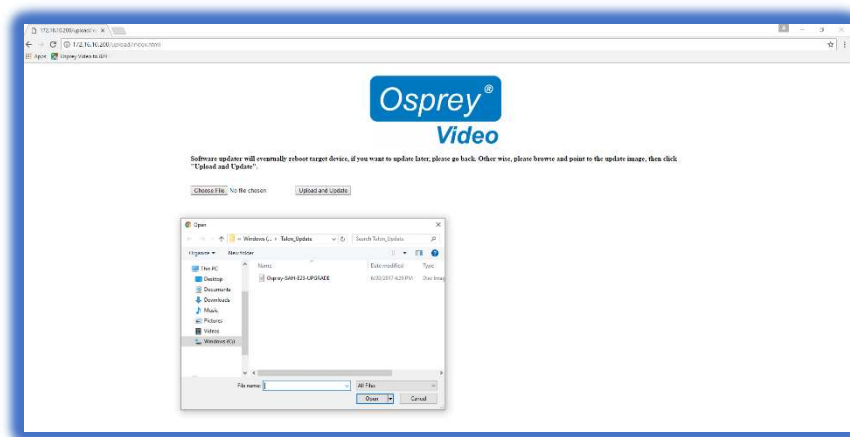 172.16.10.200/upload/
172.16.10.200/upload/index.html
Apps Osprey Video to
Osprey®
Video
Software updater will eventually reboot target device, if you want to update later, please go back. Other wise, please browse and point to the update image, then click
"Upload and Update".
Choose File No file chosen Upload and Update
Open
Windows (... Talon_Update Search Talon_Update
Organize New folder
Name Date modified Type
This PC
Osprey-SAH-E23-UPGRADE 6/20/2017 4:29 PM Disc Imag
Desktop
Documents
Downloads
Music
Pictures
Videos
Windows (C:)
File name: All Files
Open Cancel